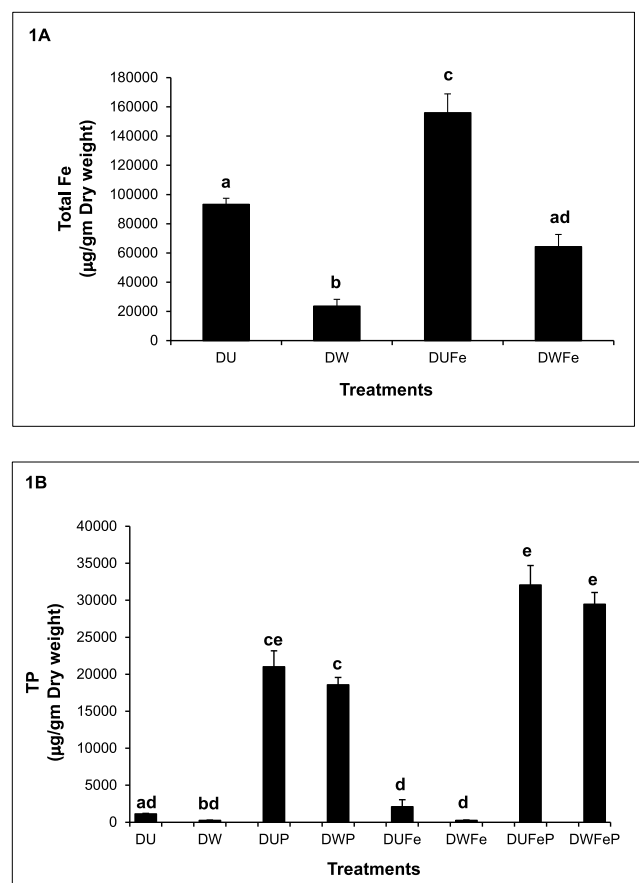 1A
180000
160000
140000
120000
100000
80000
60000
40000
20000
0
Total Fe
(µg/gm Dry weight)
a
b
c
ad
DU DW DUFe DWFe
Treatments
1B
40000
35000
30000
25000
20000
15000
10000
5000
0
TP
(µg/gm Dry weight)
ad
bd
ce
c
d
d
e
e
DU DW DUP DWP DUFe DWFe DUFeP DWFeP
Treatments